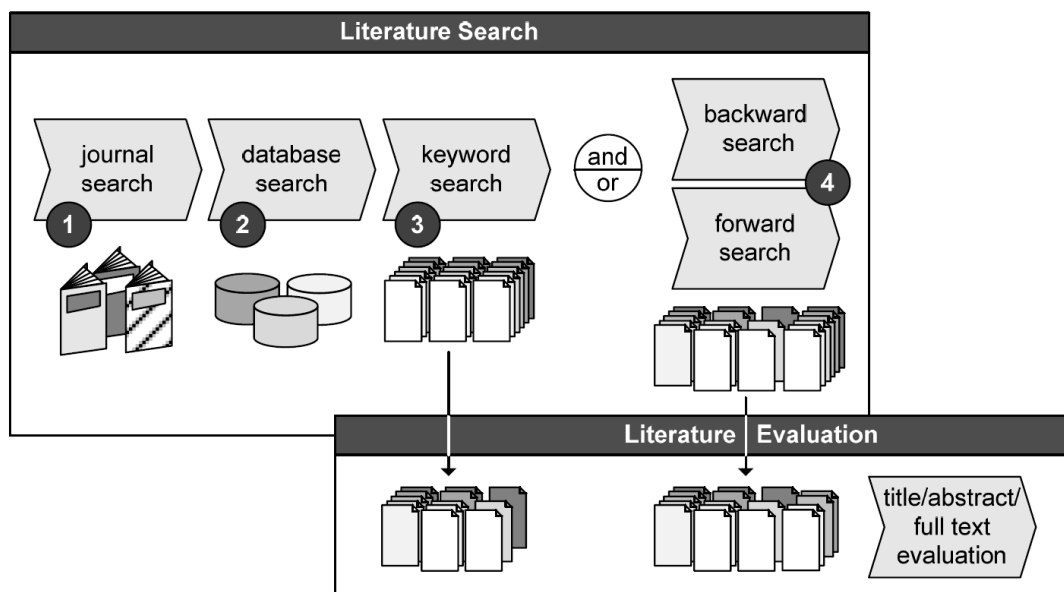 Literature Search
journal
search
1
database
search
2
keyword
search
3
and
or
backward
search
4
forward
search
Literature Evaluation
title/abstract/
full text
evaluation